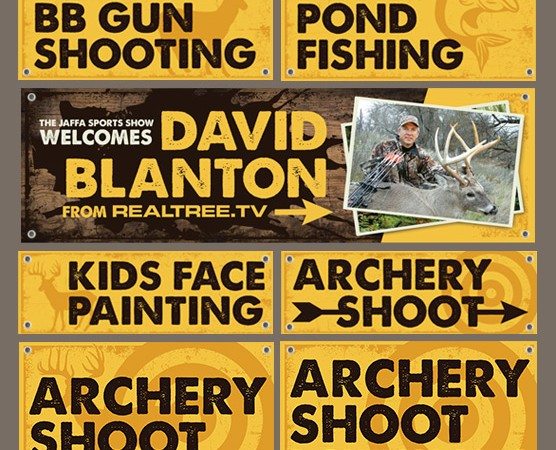 BB GUN
SHOOTING
POND
FISHING
THE JAFFA SPORTS SHOW
WELCOMES
DAVID
BLANTON
FROM REALTREE.TV
KIDS FACE
PAINTING
ARCHERY
SHOOT
ARCHERY
SHOOT
ARCHERY
SHOOT